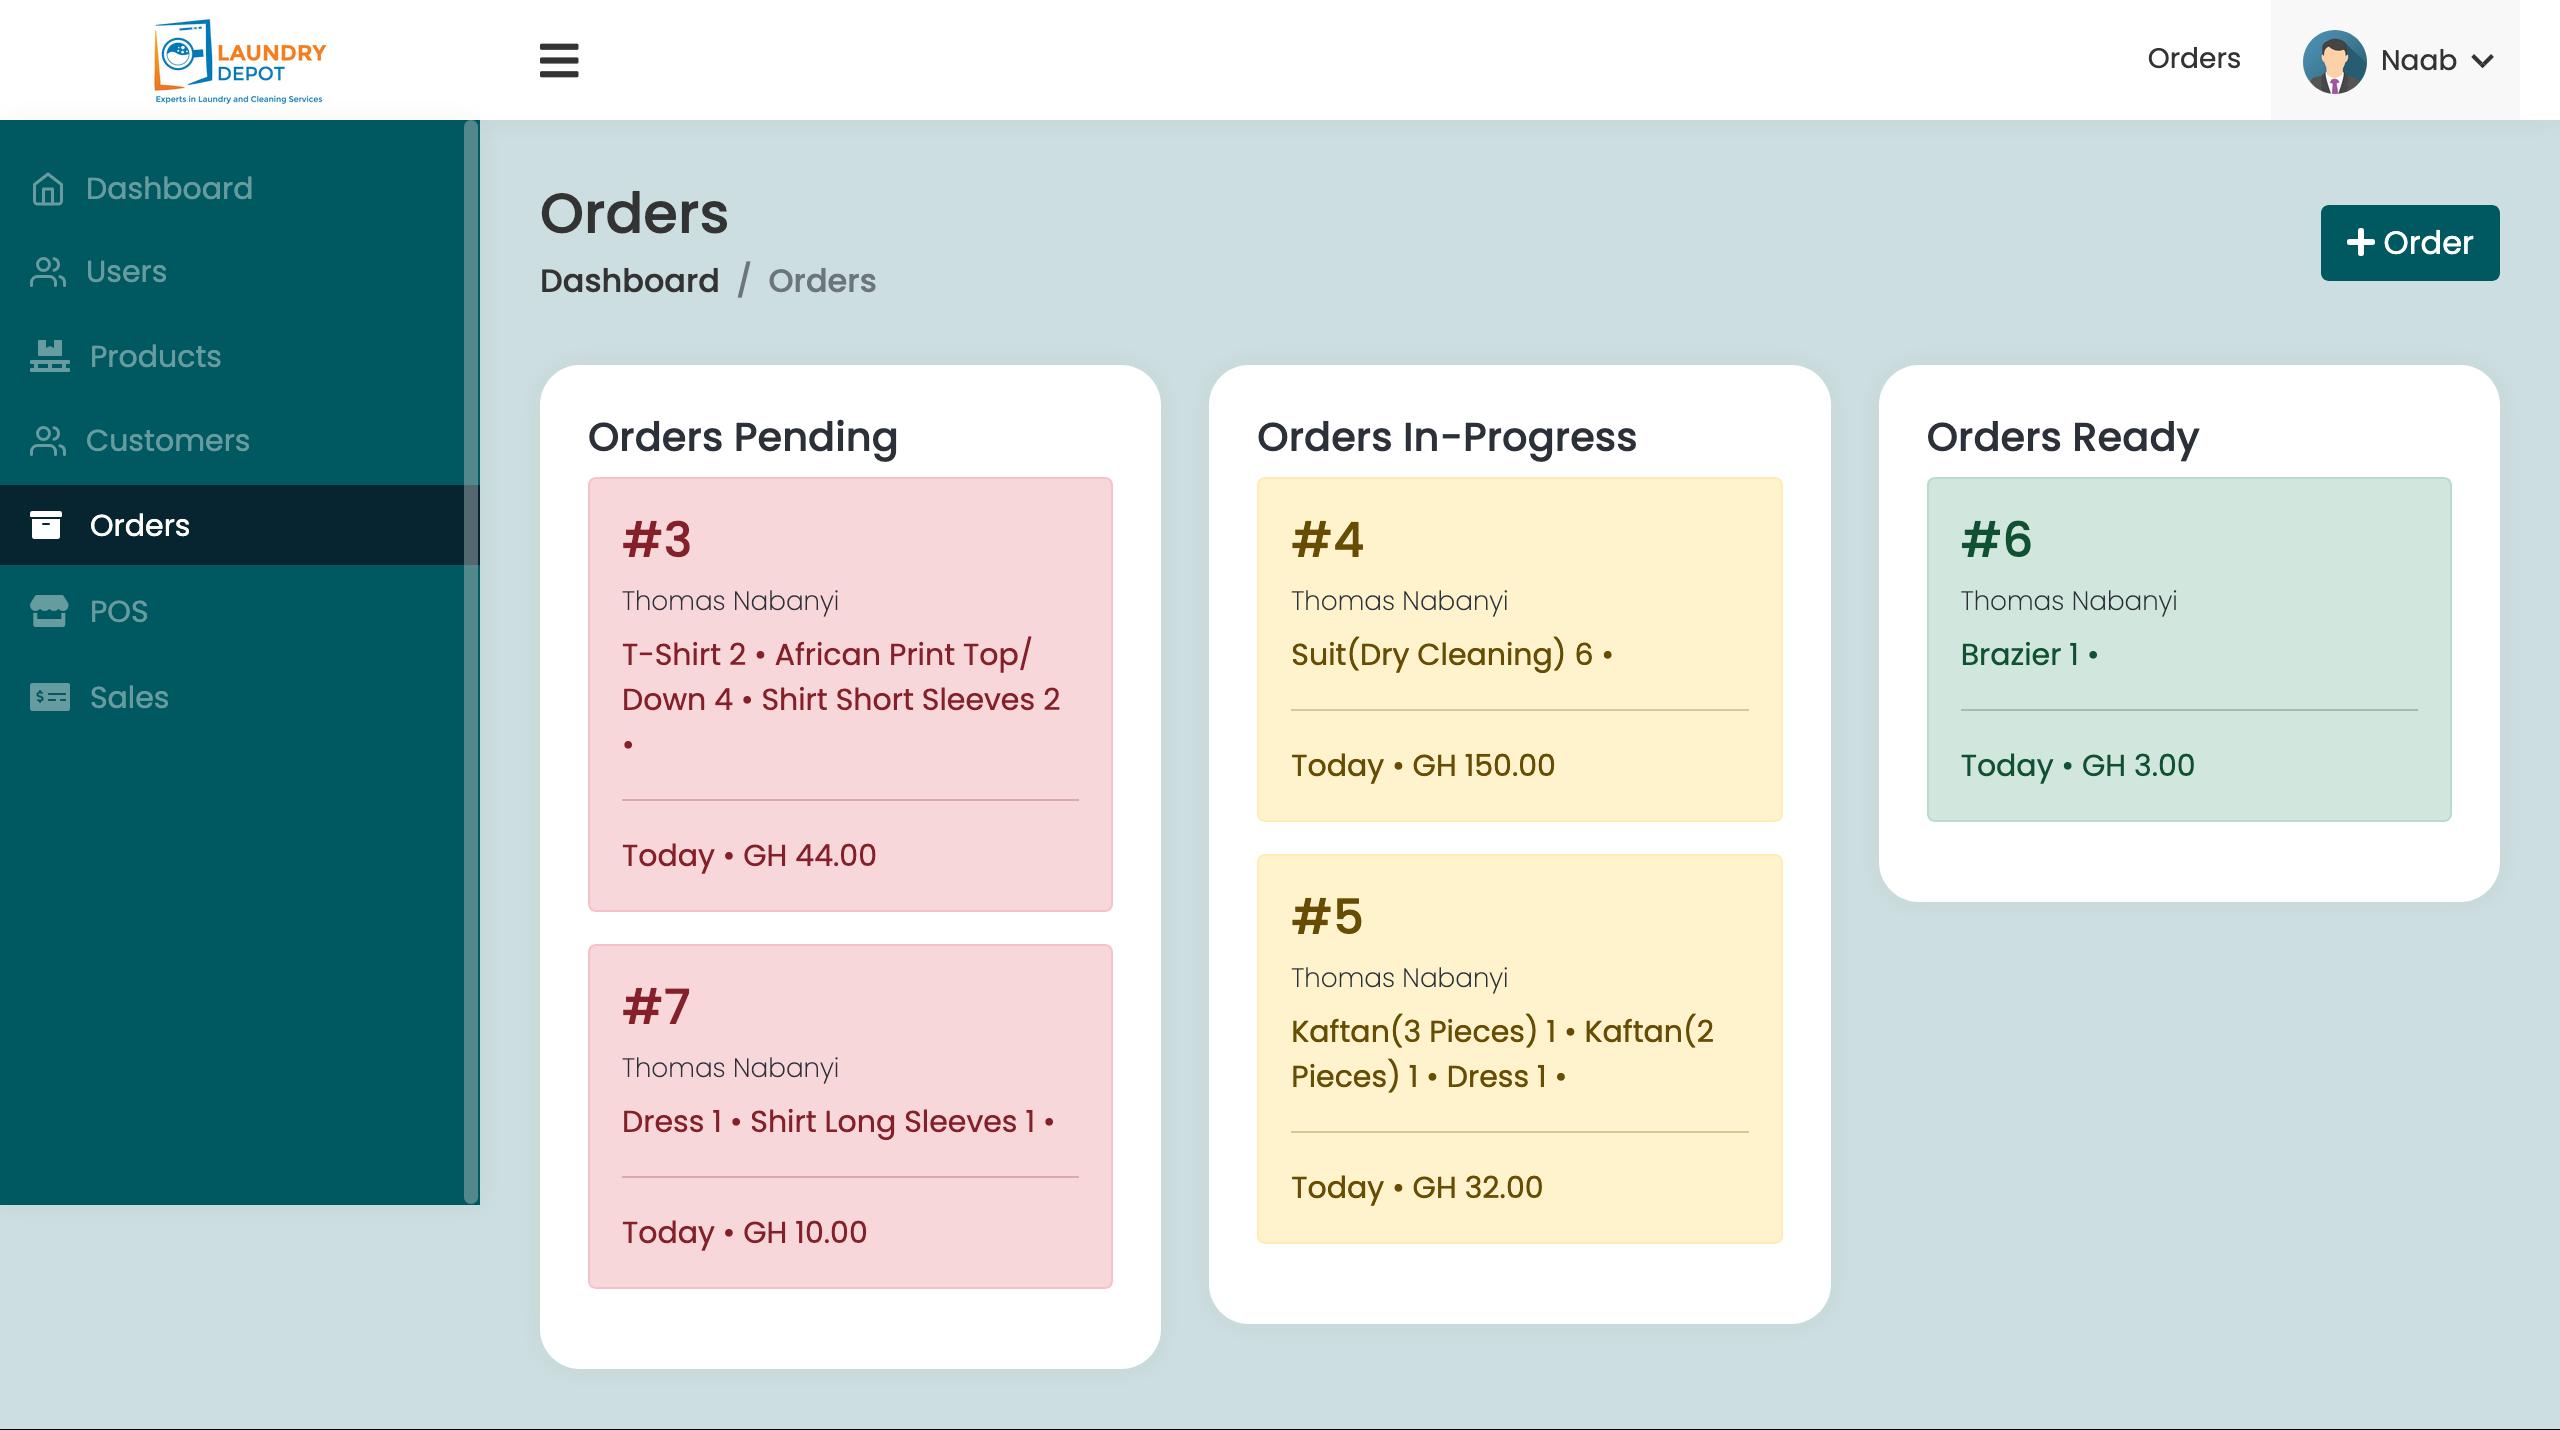 LAUNDRY
DEPOT
Experts in Laundry and Cleaning Services
Orders
Naab
Dashboard
Users
Products
Customers
Orders
POS
Sales
Orders
Dashboard / Orders
+ Order
Orders Pending
#3
Thomas Nabanyi
T-Shirt 2 • African Print Top/
Down 4 • Shirt Short Sleeves 2
•
Today • GH 44.00
#7
Thomas Nabanyi
Dress 1 • Shirt Long Sleeves 1 •
Today • GH 10.00
Orders In-Progress
#4
Thomas Nabanyi
Suit(Dry Cleaning) 6 •
Today • GH 150.00
#5
Thomas Nabanyi
Kaftan(3 Pieces) 1 • Kaftan(2
Pieces) 1 • Dress 1 •
Today • GH 32.00
Orders Ready
#6
Thomas Nabanyi
Brazier 1 •
Today • GH 3.00